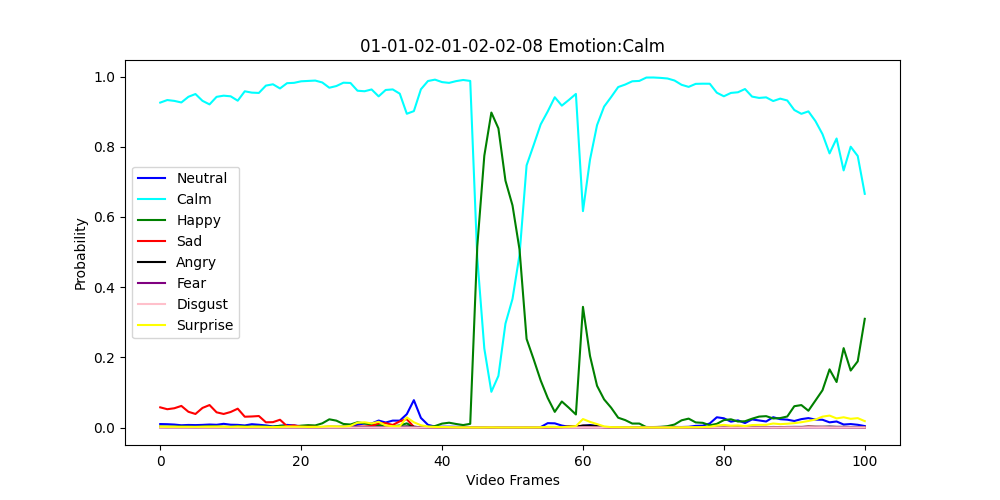 01-01-02-01-02-02-08 Emotion:Calm
1.0
0.8
0.6
0.4
0.2
0.0
Probability
Neutral
Calm
Happy
Sad
Angry
Fear
Disgust
Surprise
0 20 40 60 80 100
Video Frames